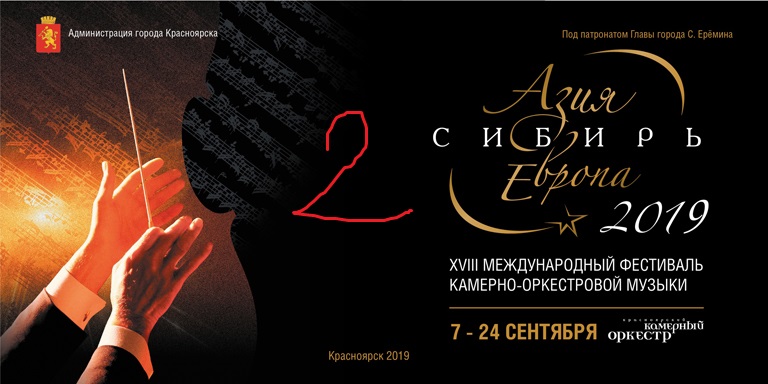 Администрация города Красноярска
Под патронатом Главы города С. Ерёмина
Азия
СИБИРЬ
Европа
2019
2
XVIII МЕЖДУНАРОДНЫЙ ФЕСТИВАЛЬ
КАМЕРНО-ОРКЕСТРОВОЙ МУЗЫКИ
7 - 24 СЕНТЯБРЯ
красноярский
камерный
оркестр
Красноярск 2019